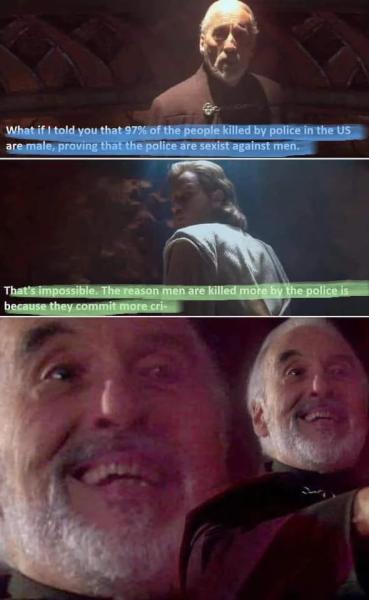 What if I told you that 97% of the people killed by police in the US
are male, proving that the police are sexist against men.
That's impossible. The reason men are killed more by the police is
because they commit more cri-